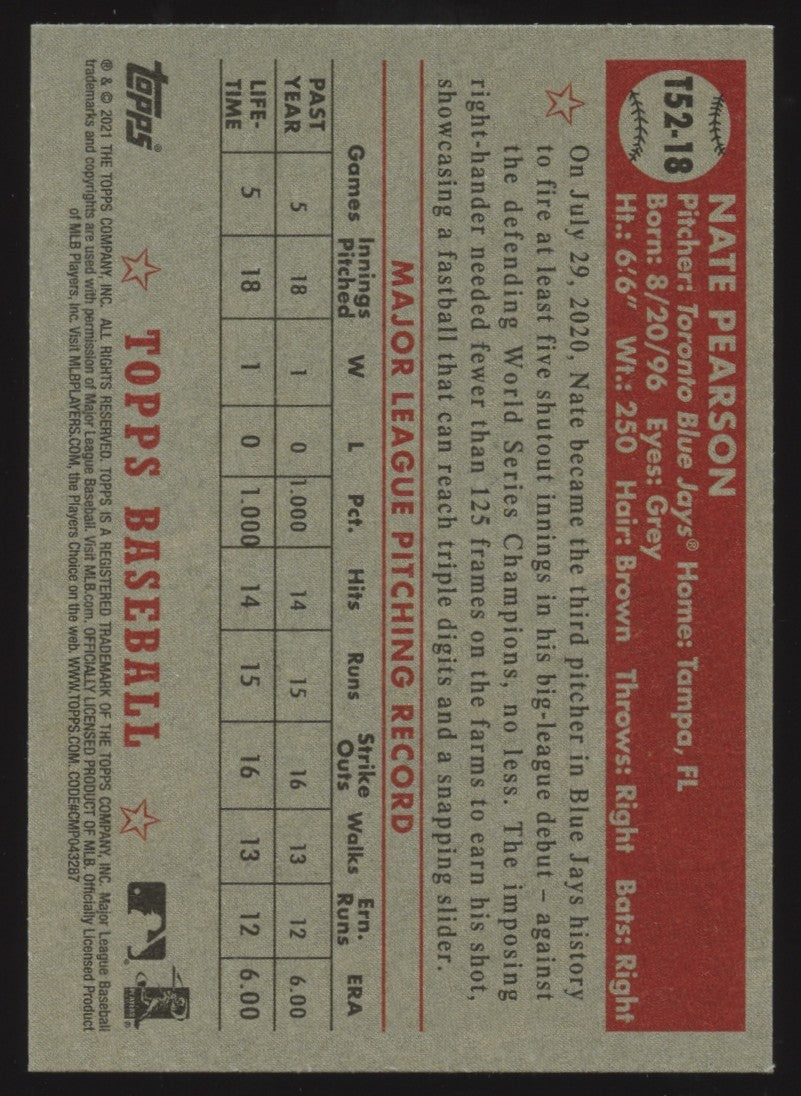 T52-18
NATE PEARSON
Pitcher: Toronto Blue Jays® Home: Tampa, FL
Born: 8/20/96 Eyes: Grey
Ht.: 6'6" Wt.: 250 Hair: Brown Throws: Right Bats: Right
On July 29, 2020, Nate became the third pitcher in Blue Jays history
to fire at least five shutout innings in his big-league debut – against
the defending World Series Champions, no less. The imposing
right-hander needed fewer than 125 frames on the farms to earn his shot,
showcasing a fastball that can reach triple digits and a snapping slider.
MAJOR LEAGUE PITCHING RECORD
Games Innings Pitched W L Pct. Hits Runs Strike Outs Walks Ern. Runs ERA
PAST YEAR 5 18 1 0 1.000 14 15 16 13 12 6.00
LIFE-TIME 5 18 1 0 1.000 14 15 16 13 12 6.00
topps® TOPPS BASEBALL
® & © 2021 THE TOPPS COMPANY, INC. ALL RIGHTS RESERVED. TOPPS IS A REGISTERED TRADEMARK OF THE TOPPS COMPANY, INC. Major League Baseball
trademarks and copyrights are used with permission of Major League Baseball. Visit MLB.com. OFFICIALLY LICENSED PRODUCT OF MLB. Officially Licensed Product
of MLB Players, Inc. Visit MLBPLAYERS.COM, the Players Choice on the web. WWW.TOPPS.COM. CODE#CMP043287